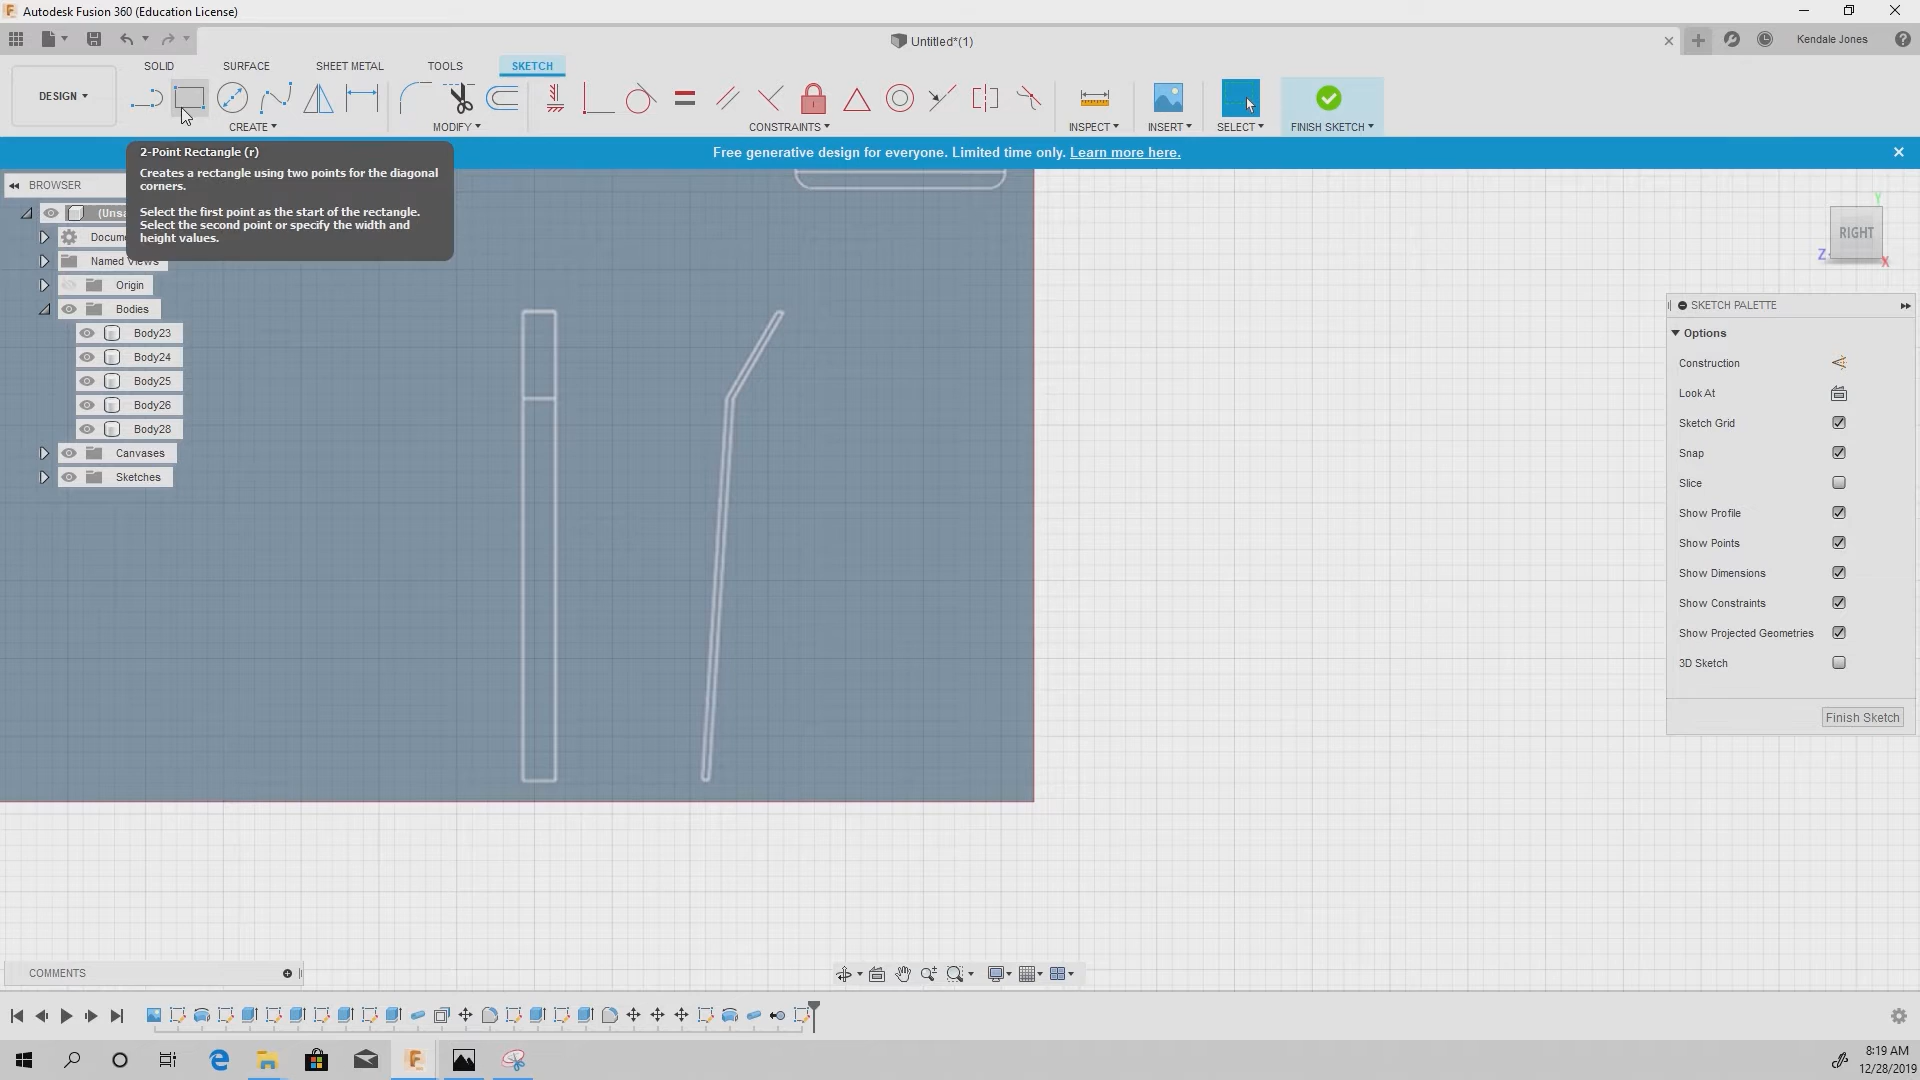 Autodesk Fusion 360 (Education License)
Untitled*(1)
Kendale Jones
DESIGN
SOLID
SURFACE
SHEET METAL
TOOLS
SKETCH
CREATE
MODIFY
CONSTRAINTS
INSPECT
INSERT
SELECT
FINISH SKETCH
Free generative design for everyone. Limited time only. Learn more here.
2-Point Rectangle (r)
Creates a rectangle using two points for the diagonal
corners.
Select the first point as the start of the rectangle.
Select the second point or specify the width and
height values.
BROWSER
(Unsa
Docum
Named Views
Origin
Bodies
Body23
Body24
Body25
Body26
Body28
Canvases
Sketches
Y
RIGHT
Z
X
SKETCH PALETTE
Options
Construction
Look At
Sketch Grid
Snap
Slice
Show Profile
Show Points
Show Dimensions
Show Constraints
Show Projected Geometries
3D Sketch
Finish Sketch
COMMENTS
8:19 AM
12/28/2019